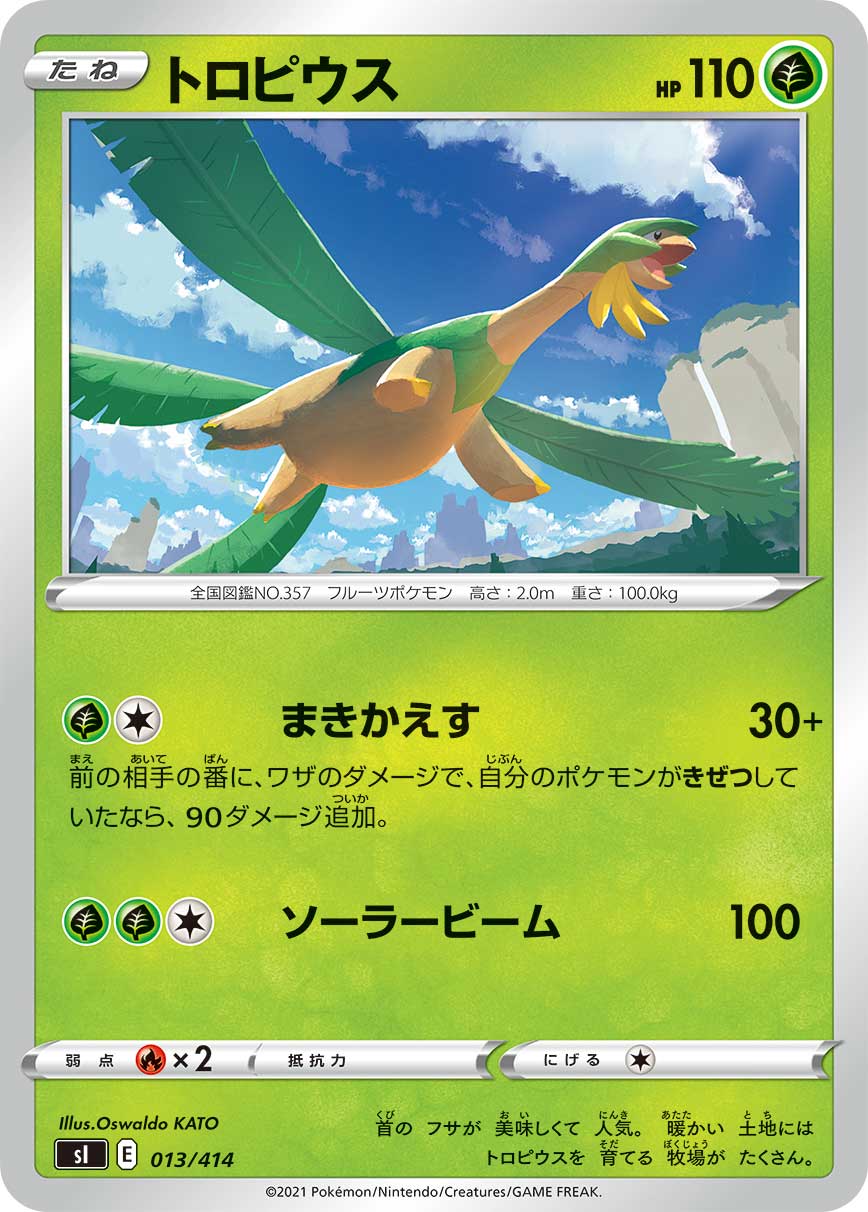 たね トロピウス HP 110
全国図鑑NO.357 フルーツポケモン 高さ:2.0m 重さ:100.0kg
まきかえす 30+
前の相手の番に、ワザのダメージで、自分のポケモンがきぜつして
いたなら、90ダメージ追加。
ソーラービーム 100
弱点 ×2 抵抗力 にげる
Illus.Oswaldo KATO
sI E 013/414
首の フサが 美味しくて 人気。 暖かい 土地には
トロピウスを 育てる 牧場が たくさん。
©2021 Pokémon/Nintendo/Creatures/GAME FREAK.